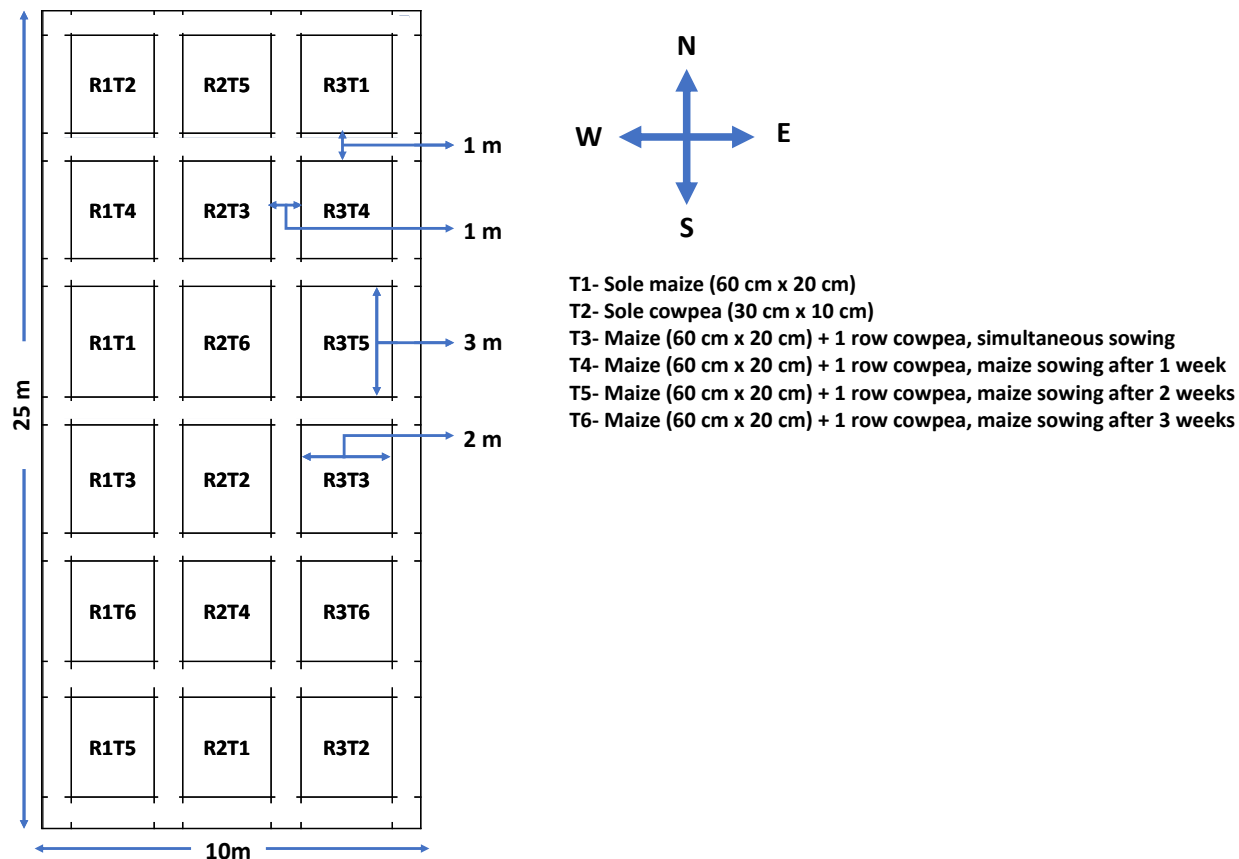 R1T2 R2T5 R3T1
1 m
R1T4 R2T3 R3T4
1 m
R1T1 R2T6 R3T5
3 m
25 m
R1T3 R2T2 R3T3
2 m
R1T6 R2T4 R3T6
R1T5 R2T1 R3T2
10m
N
W E
S
T1- Sole maize (60 cm x 20 cm)
T2- Sole cowpea (30 cm x 10 cm)
T3- Maize (60 cm x 20 cm) + 1 row cowpea, simultaneous sowing
T4- Maize (60 cm x 20 cm) + 1 row cowpea, maize sowing after 1 week
T5- Maize (60 cm x 20 cm) + 1 row cowpea, maize sowing after 2 weeks
T6- Maize (60 cm x 20 cm) + 1 row cowpea, maize sowing after 3 weeks